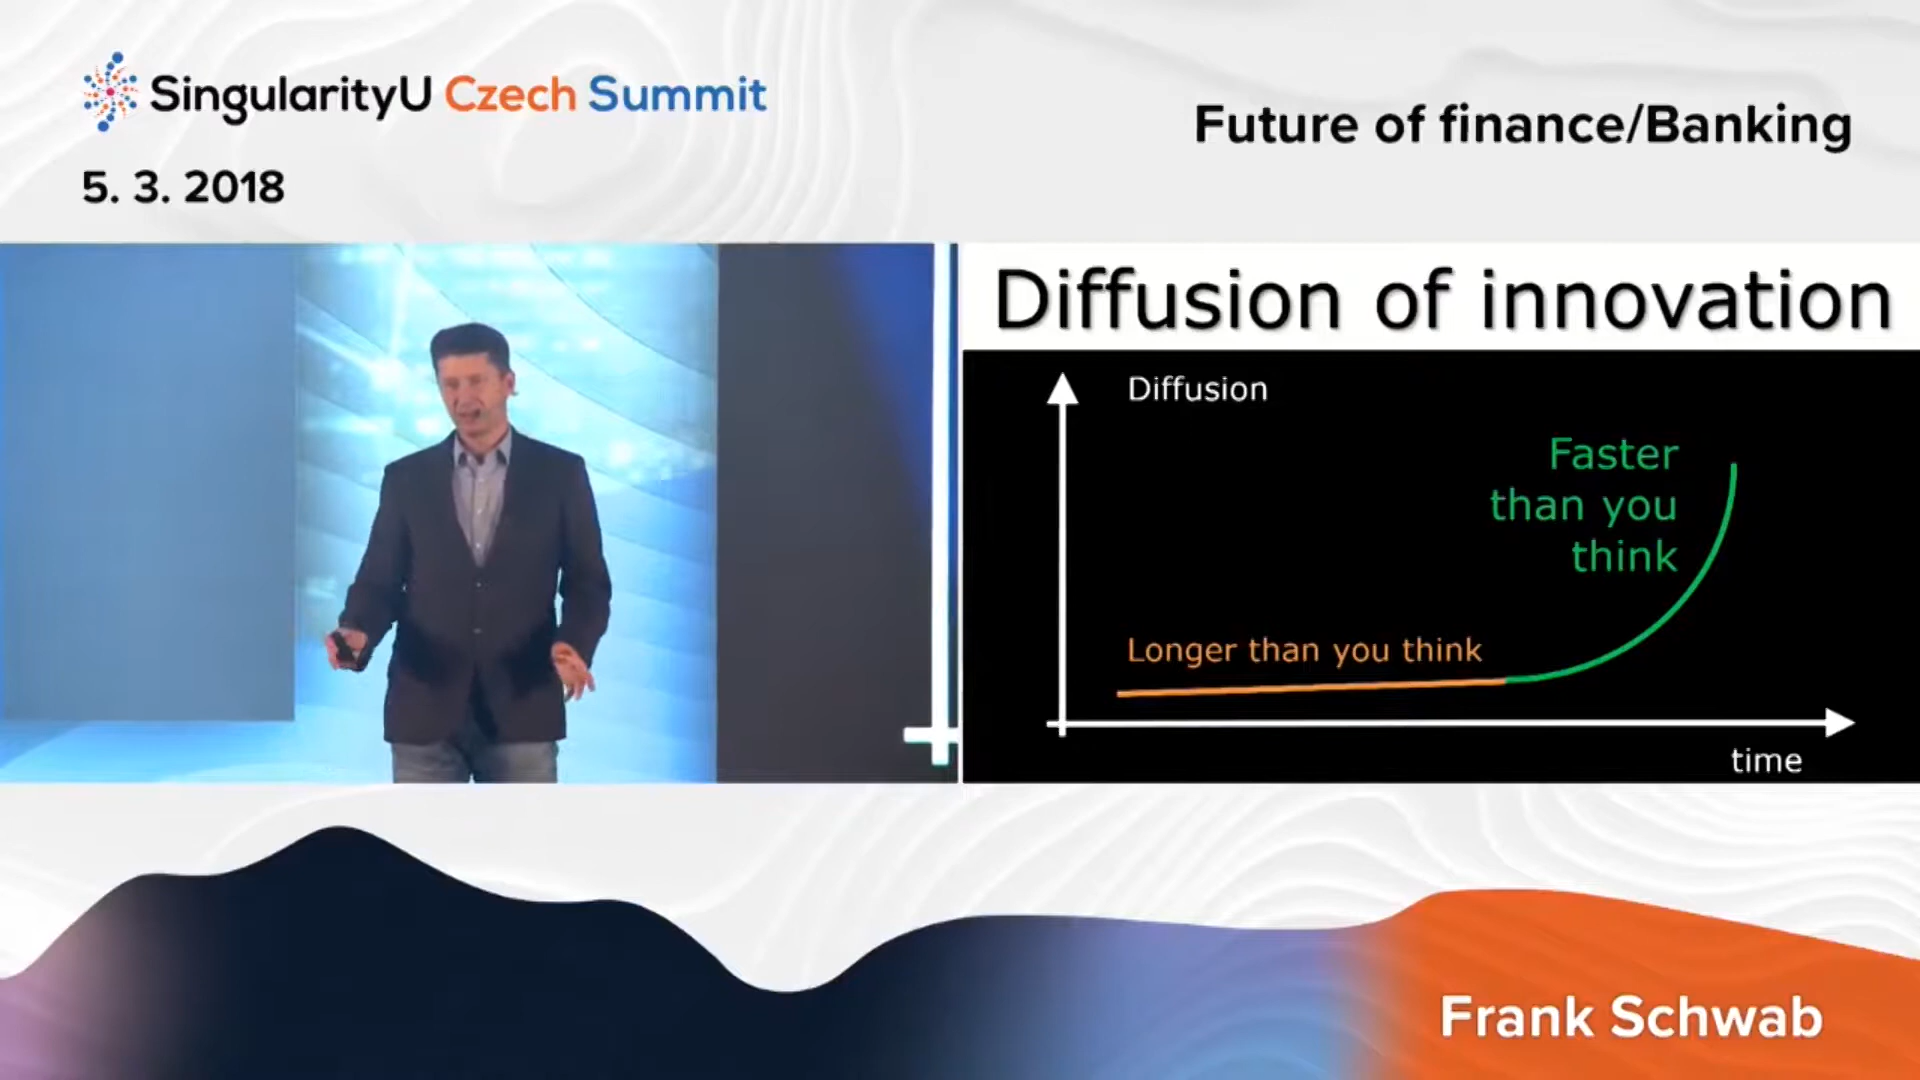 SingularityU Czech Summit
5. 3. 2018
Future of finance/Banking
Diffusion of innovation
Diffusion
Faster
than you
think
Longer than you think
time
Frank Schwab